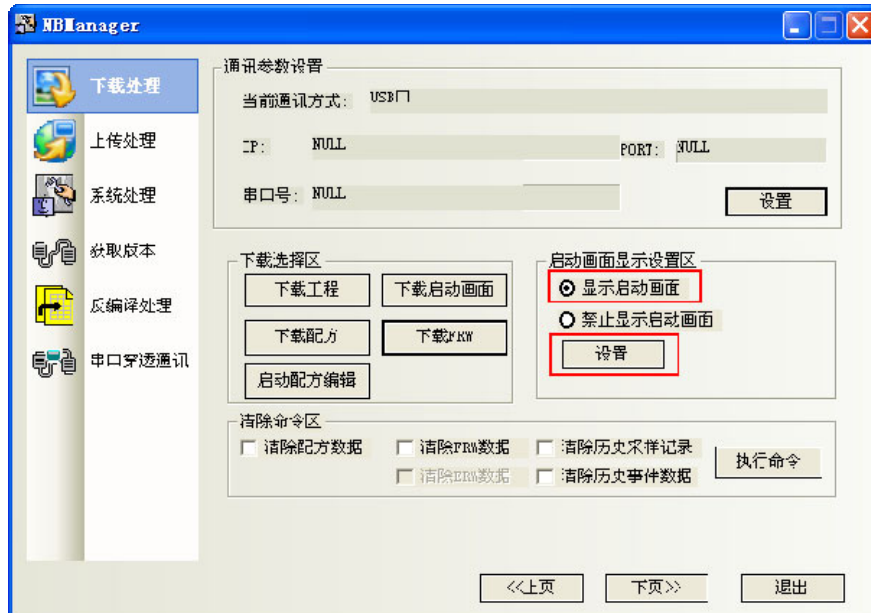 NBManager
下载处理
上传处理
系统处理
获取版本
反编译处理
串口穿透通讯
通讯参数设置
当前通讯方式: USB口
IP: NULL PORT: NULL
串口号: NULL
设置
下载选择区
下载工程 下载启动画面
下载配方 下载FRW
启动配方编辑
启动画面显示设置区
显示启动画面
禁止显示启动画面
设置
清除命令区
清除配方数据 清除FRW数据 清除历史采样记录
清除ERW数据 清除历史事件数据
执行命令
<<上页 下页>> 退出